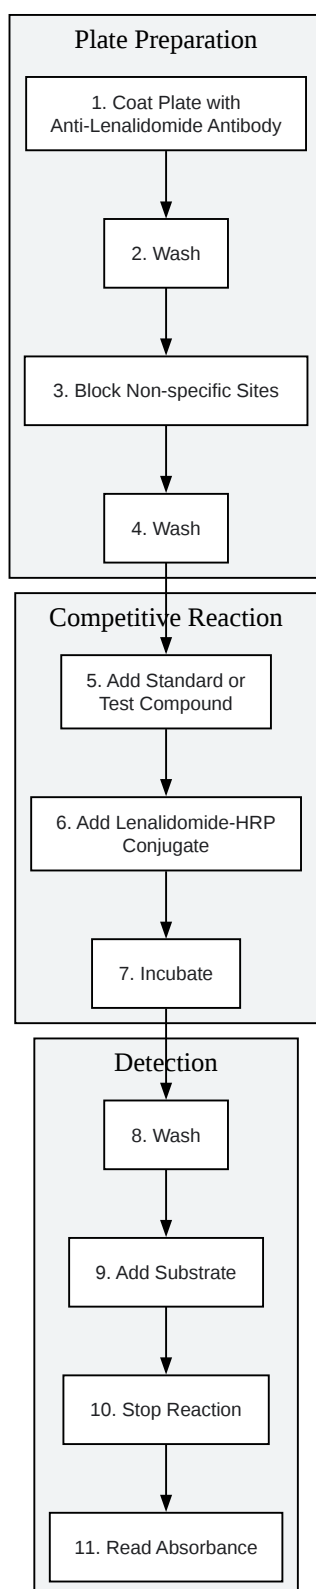 Plate Preparation
1. Coat Plate with
Anti-Lenalidomide Antibody
2. Wash
3. Block Non-specific Sites
4. Wash
Competitive Reaction
5. Add Standard or
Test Compound
6. Add Lenalidomide-HRP
Conjugate
7. Incubate
Detection
8. Wash
9. Add Substrate
10. Stop Reaction
11. Read Absorbance